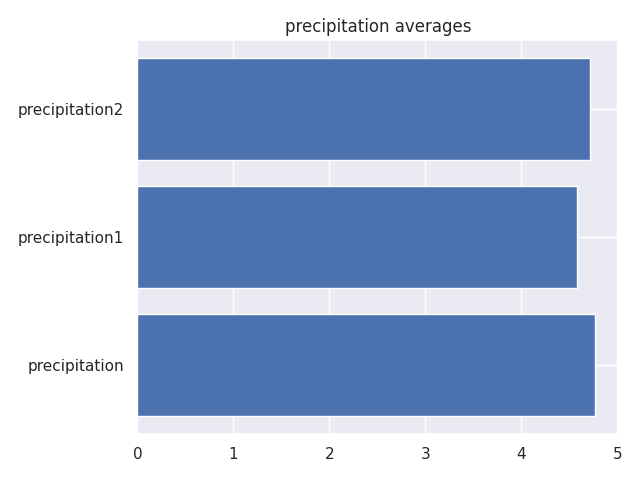 precipitation averages
precipitation2
precipitation1
precipitation
0 1 2 3 4 5